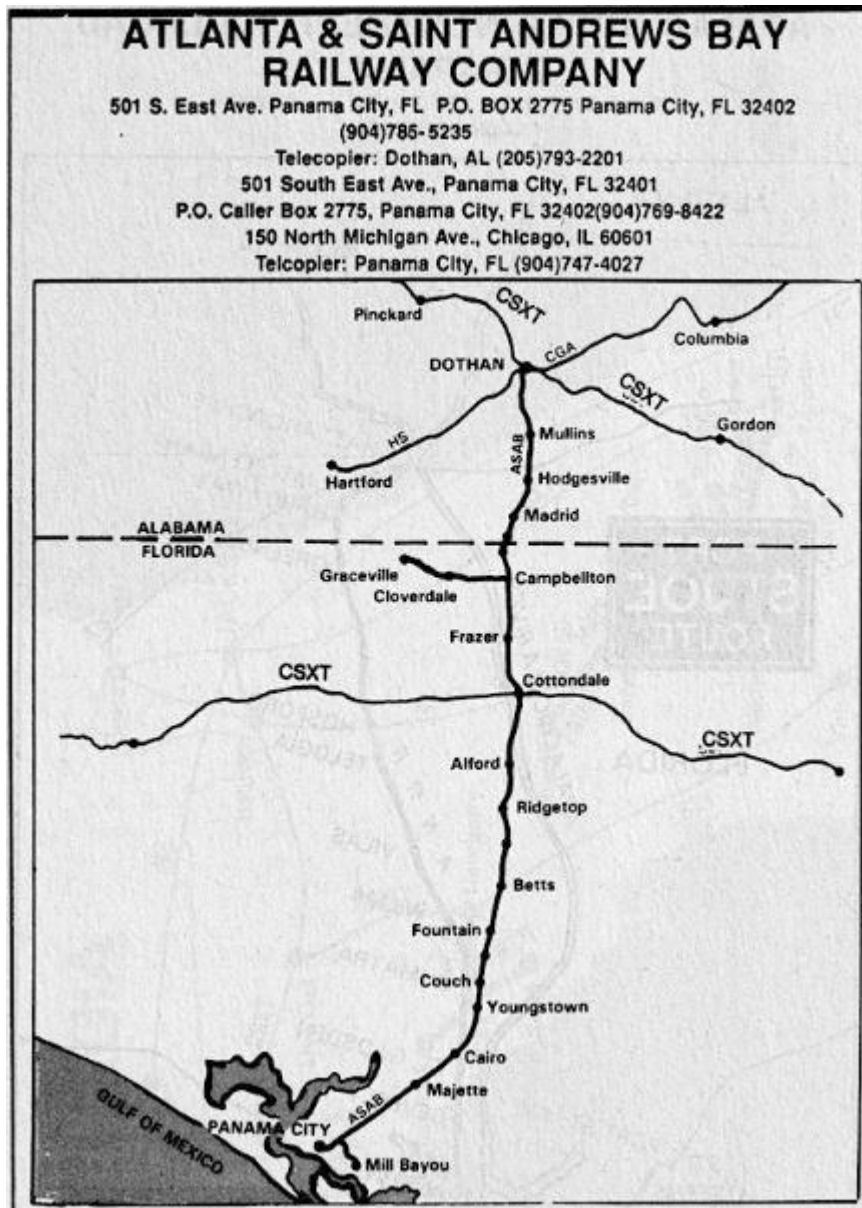 ATLANTA & SAINT ANDREWS BAY
RAILWAY COMPANY
501 S. East Ave. Panama City, FL P.O. BOX 2775 Panama City, FL 32402
(904)785-5235
Telecopier: Dothan, AL (205)793-2201
501 South East Ave., Panama City, FL 32401
P.O. Caller Box 2775, Panama City, FL 32402(904)769-8422
150 North Michigan Ave., Chicago, IL 60601
Telcopier: Panama City, FL (904)747-4027
Pinckard
CSXT
Columbia
DOTHAN
CGA
CSXT
Gordon
Mullins
HS
ASAB
Hartford
Hodgesville
Madrid
ALABAMA
FLORIDA
Graceville
Campbellton
Cloverdale
Frazer
CSXT
Cottondale
CSXT
Alford
Ridgetop
Betts
Fountain
Couch
Youngstown
Cairo
Majette
ASAB
GULF OF MEXICO
PANAMA CITY
Mill Bayou